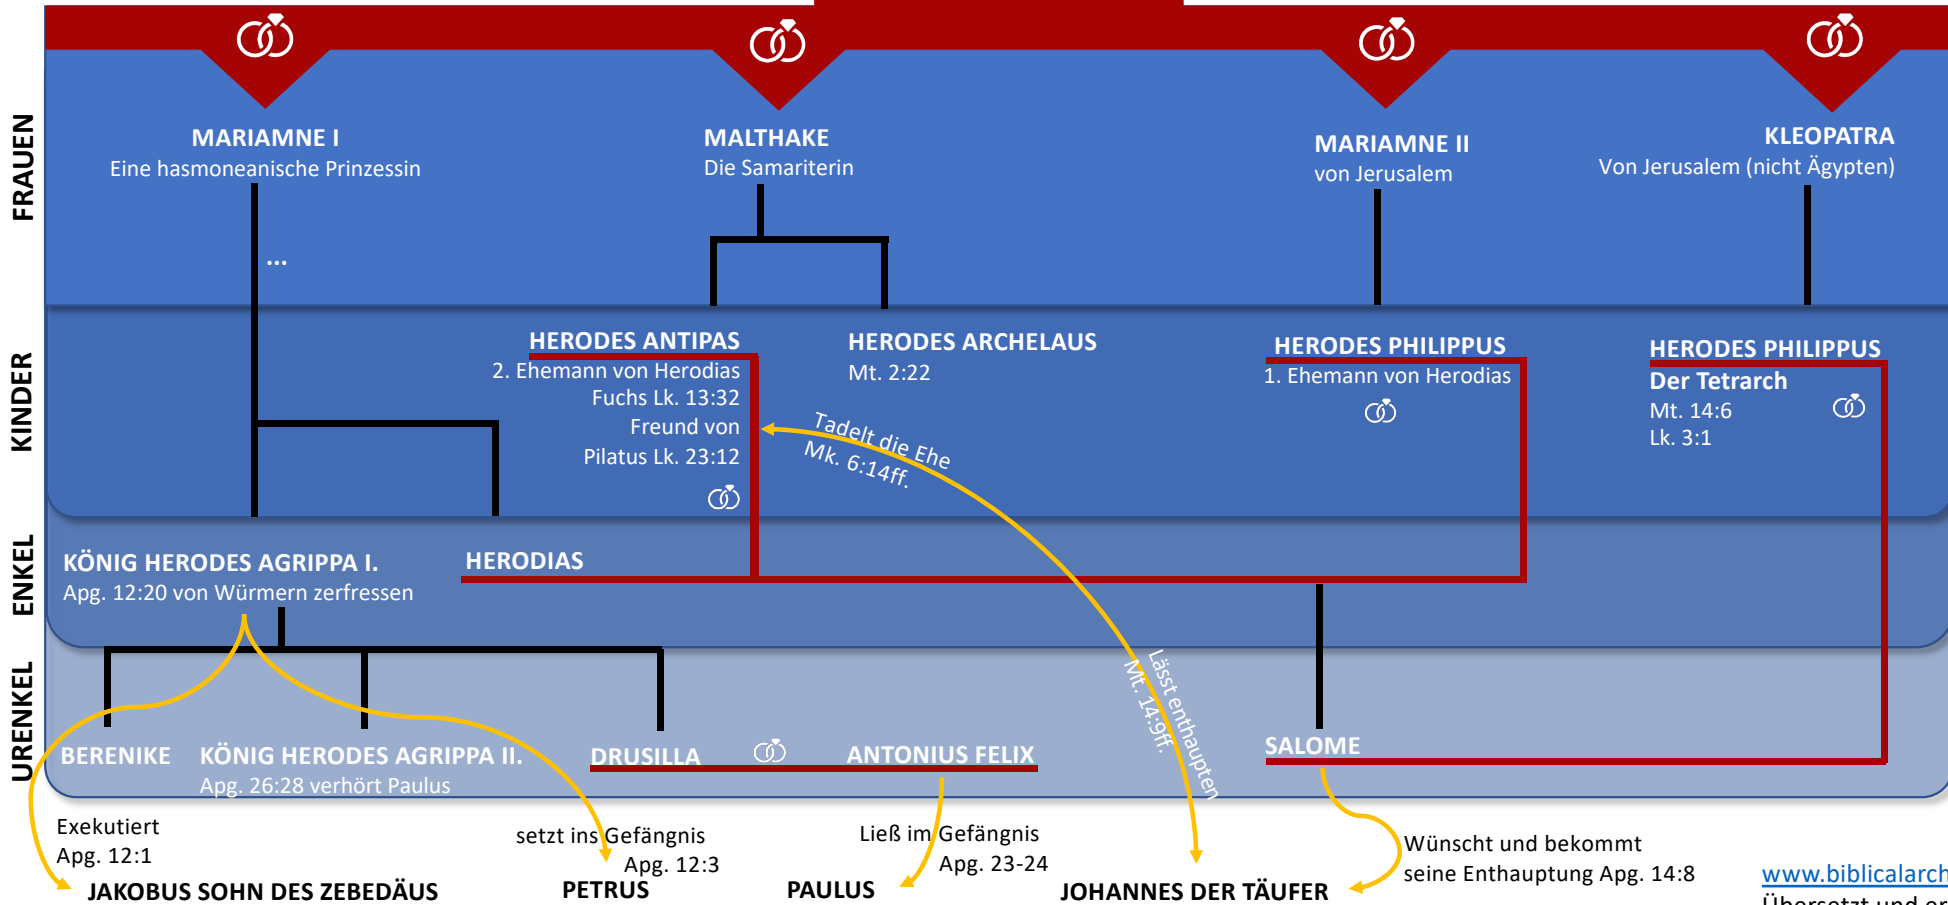 FRAUEN
MARIAMNE I
Eine hasmoneanische Prinzessin
...
MALTHAKE
Die Samariterin
MARIAMNE II
von Jerusalem
KLEOPATRA
Von Jerusalem (nicht Ägypten)
KINDER
HERODES ANTIPAS
2. Ehemann von Herodias
Fuchs Lk. 13:32
Freund von
Pilatus Lk. 23:12
HERODES ARCHELAUS
Mt. 2:22
HERODES PHILIPPUS
1. Ehemann von Herodias
HERODES PHILIPPUS
Der Tetrarch
Mt. 14:6
Lk. 3:1
Tadelt die Ehe
Mk. 6:14ff.
ENKEL
KÖNIG HERODES AGRIPPA I.
Apg. 12:20 von Würmern zerfressen
HERODIAS
URENKEL
BERENIKE
KÖNIG HERODES AGRIPPA II.
Apg. 26:28 verhört Paulus
DRUSILLA
ANTONIUS FELIX
Lässt enthaupten
Mt. 14:9ff.
SALOME
Exekutiert
Apg. 12:1
setzt ins Gefängnis
Apg. 12:3
Ließ im Gefängnis
Apg. 23-24
Wünscht und bekommt
seine Enthauptung Apg. 14:8
JAKOBUS SOHN DES ZEBEDÄUS
PETRUS
PAULUS
JOHANNES DER TÄUFER
www.biblicalarch
Übersetzt und er